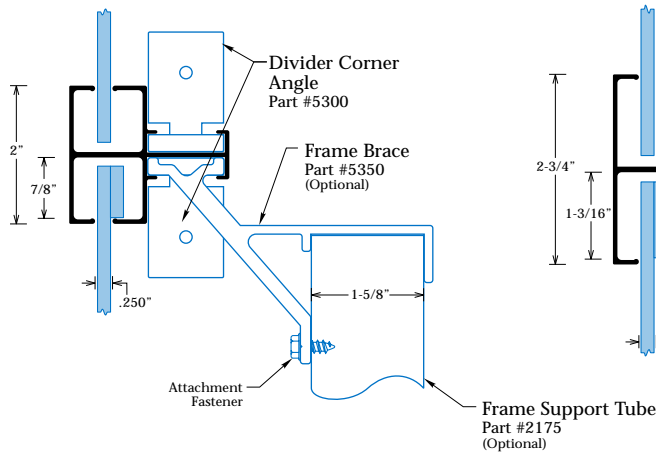 Divider Corner
Angle
Part #5300
2”
7/8”
Frame Brace
Part #5350
(Optional)
2-3/4”
1-3/16”
.250”
1-5/8”
Attachment
Fastener
Frame Support Tube
Part #2175
(Optional)